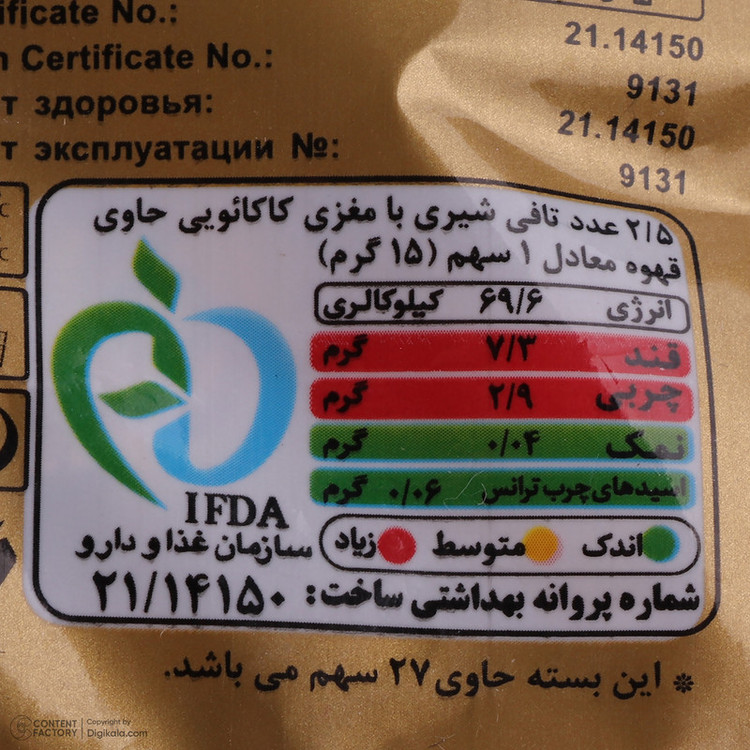 ificate No.:
21.14150
n Certificate No.:
9131
т здоровья:
21.14150
т эксплуатации №:
9131
۲/۵ عدد تافی شیری با مغزی کاکائویی حاوی
قهوه معادل ۱ سهم (۱۵ گرم)
انرژی ۶۹/۶ کیلوکالری
قند ۷/۳ گرم
چربی ۲/۹ گرم
نمک ۰/۰۴ گرم
اسیدهای چرب ترانس ۰/۰۶ گرم
اندک متوسط زیاد
IFDA
سازمان غذا و دارو
شماره پروانه بهداشتی ساخت: ۲۱/۱۴۱۵۰
* این بسته حاوی ۲۷ سهم می باشد.
CONTENT FACTORY
Copyright by Digikala.com